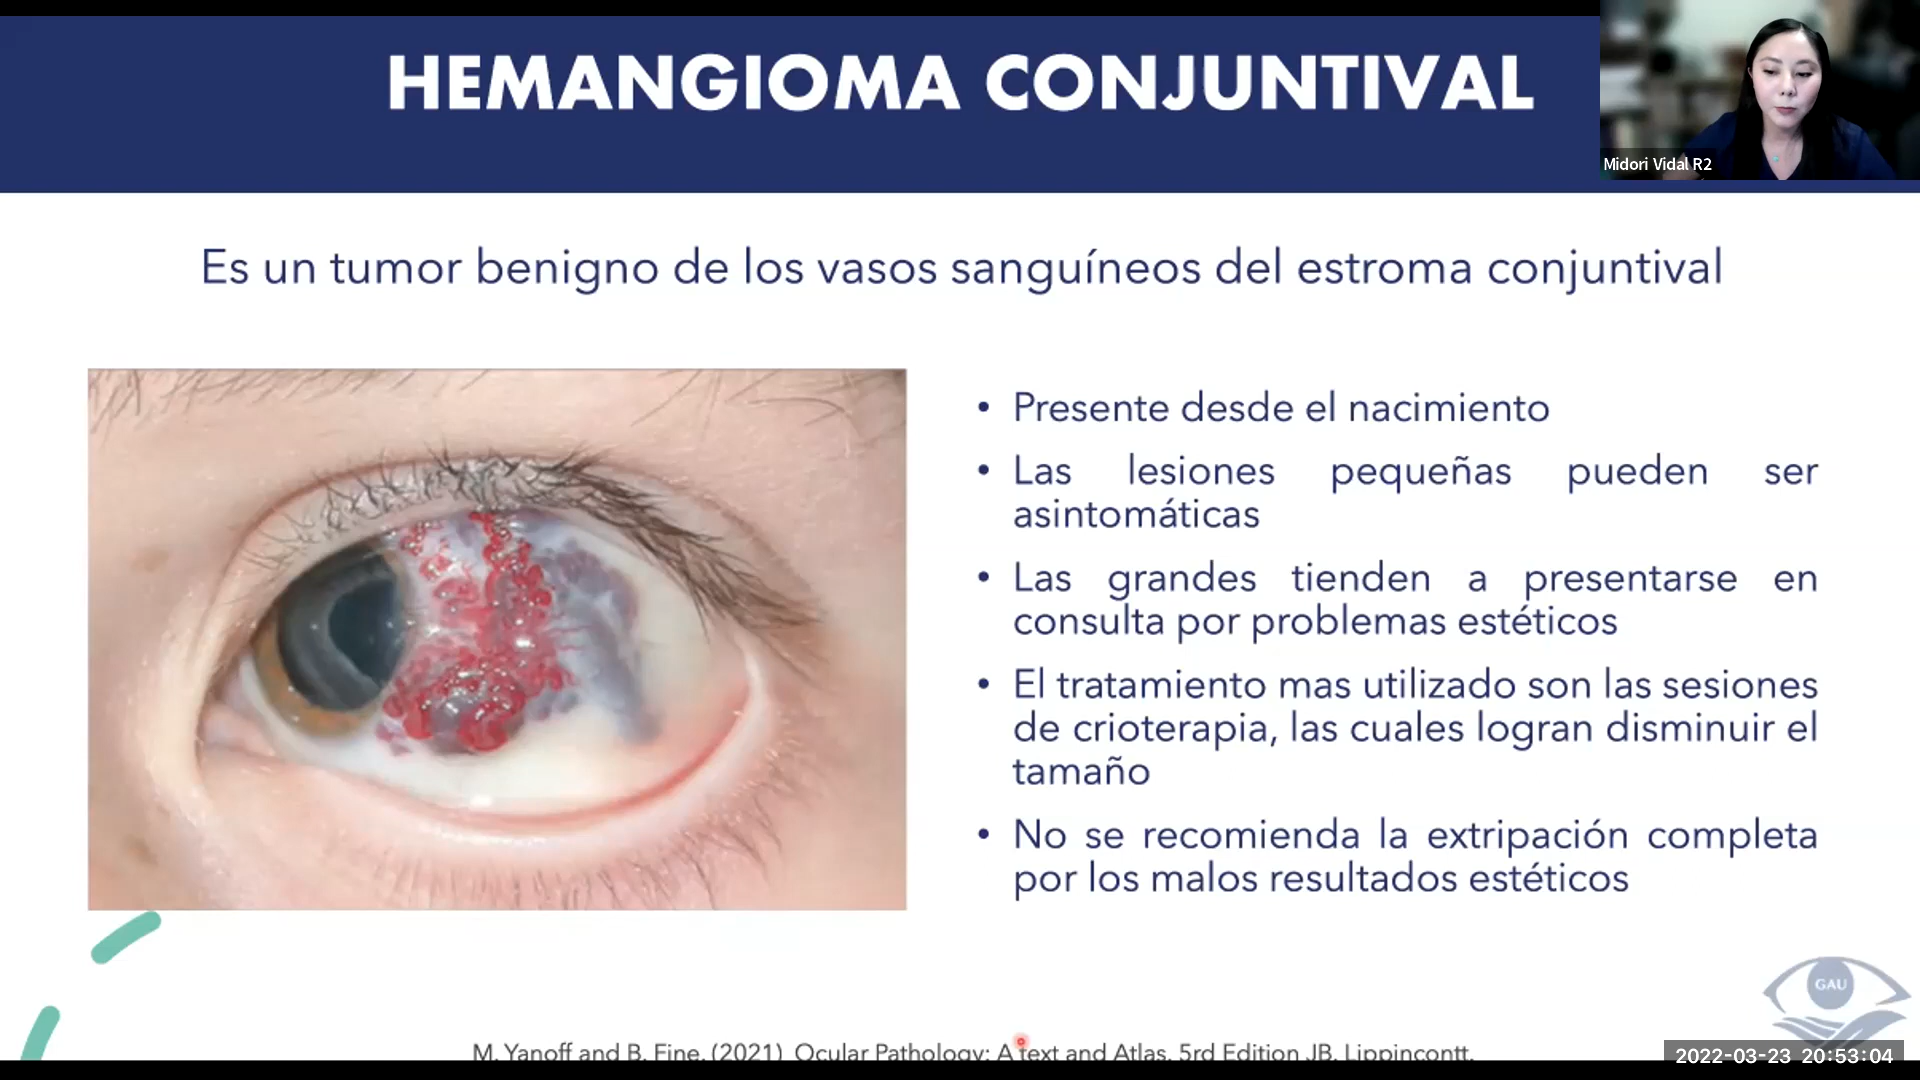 HEMANGIOMA CONJUNTIVAL
Midori Vidal R2
Es un tumor benigno de los vasos sanguíneos del estroma conjuntival
• Presente desde el nacimiento
• Las lesiones pequeñas pueden ser
asintomáticas
• Las grandes tienden a presentarse en
consulta por problemas estéticos
• El tratamiento mas utilizado son las sesiones
de crioterapia, las cuales logran disminuir el
tamaño
• No se recomienda la extripación completa
por los malos resultados estéticos
GAU
M. Yanoff and B. Fine. (2021) Ocular Pathology: A text and Atlas. 5rd Edition JB. Lippincontt.
2022-03-23 20:53:04